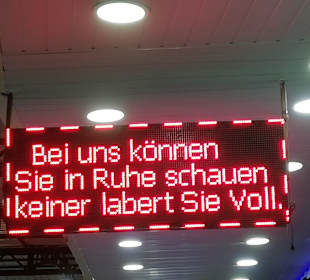 Bei uns können
Sie in Ruhe schauen
keiner labert Sie Voll.